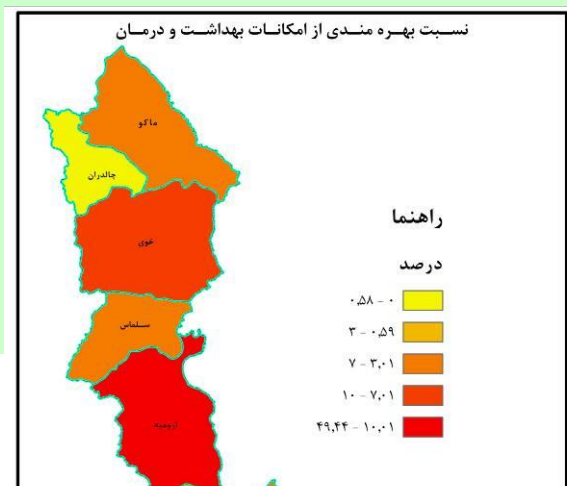 نسبت بهره مندی از امکانات بهداشت و درمان
ماکو
چالدران
خوی
سلماس
ارومیه
راهنما
درصد
۰ - ۰,۵۸
۰,۵۹ - ۳
۳,۰۱ - ۷
۷,۰۱ - ۱۰
۱۰,۰۱ - ۴۹,۴۴